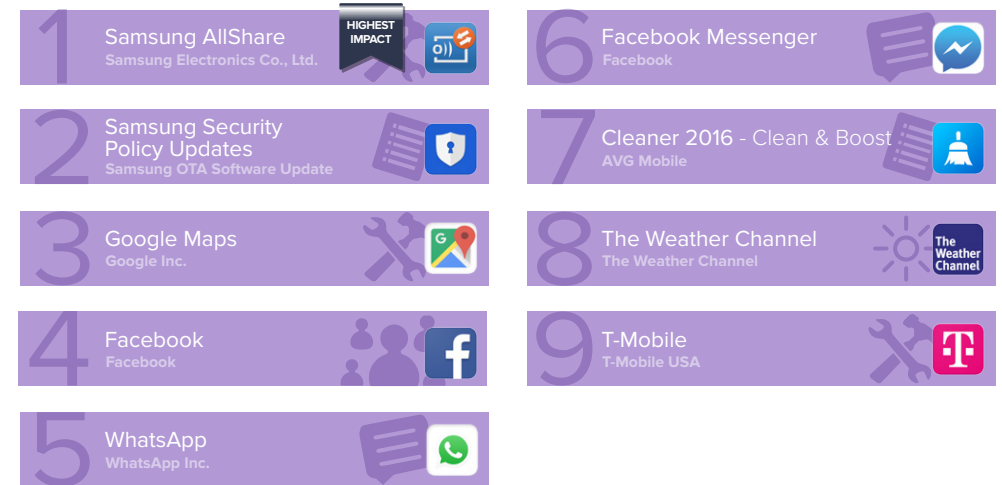 1
Samsung AllShare
Samsung Electronics Co., Ltd.
HIGHEST
IMPACT
2
Samsung Security
Policy Updates
Samsung OTA Software Update
3
Google Maps
Google Inc.
G
4
Facebook
Facebook
f
5
WhatsApp
WhatsApp Inc.
6
Facebook Messenger
Facebook
7
Cleaner 2016 - Clean & Boost
AVG Mobile
8
The Weather Channel
The Weather Channel
The
Weather
Channel
9
T-Mobile
T-Mobile USA
T